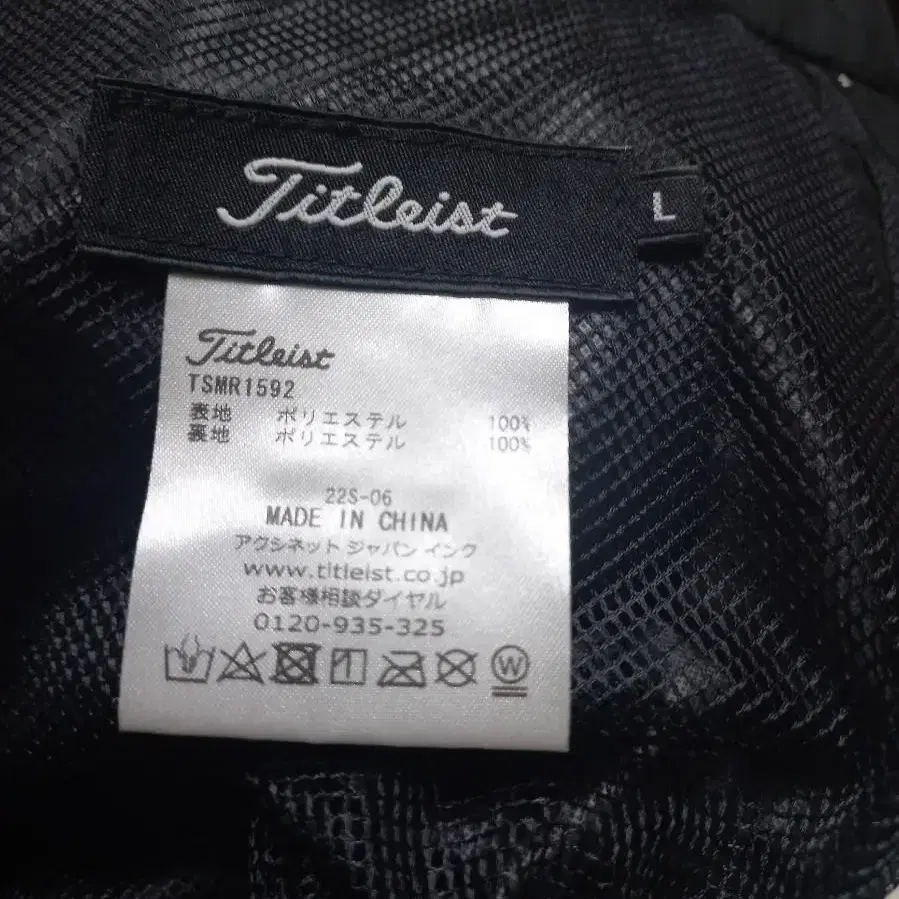 Titleist
L
Titleist
TSMR1592
表地 ポリエステル 100%
裏地 ポリエステル 100%
22S-06
MADE IN CHINA
アクシネット ジャパン インク
www.titleist.co.jp
お客様相談ダイヤル
0120-935-325
W